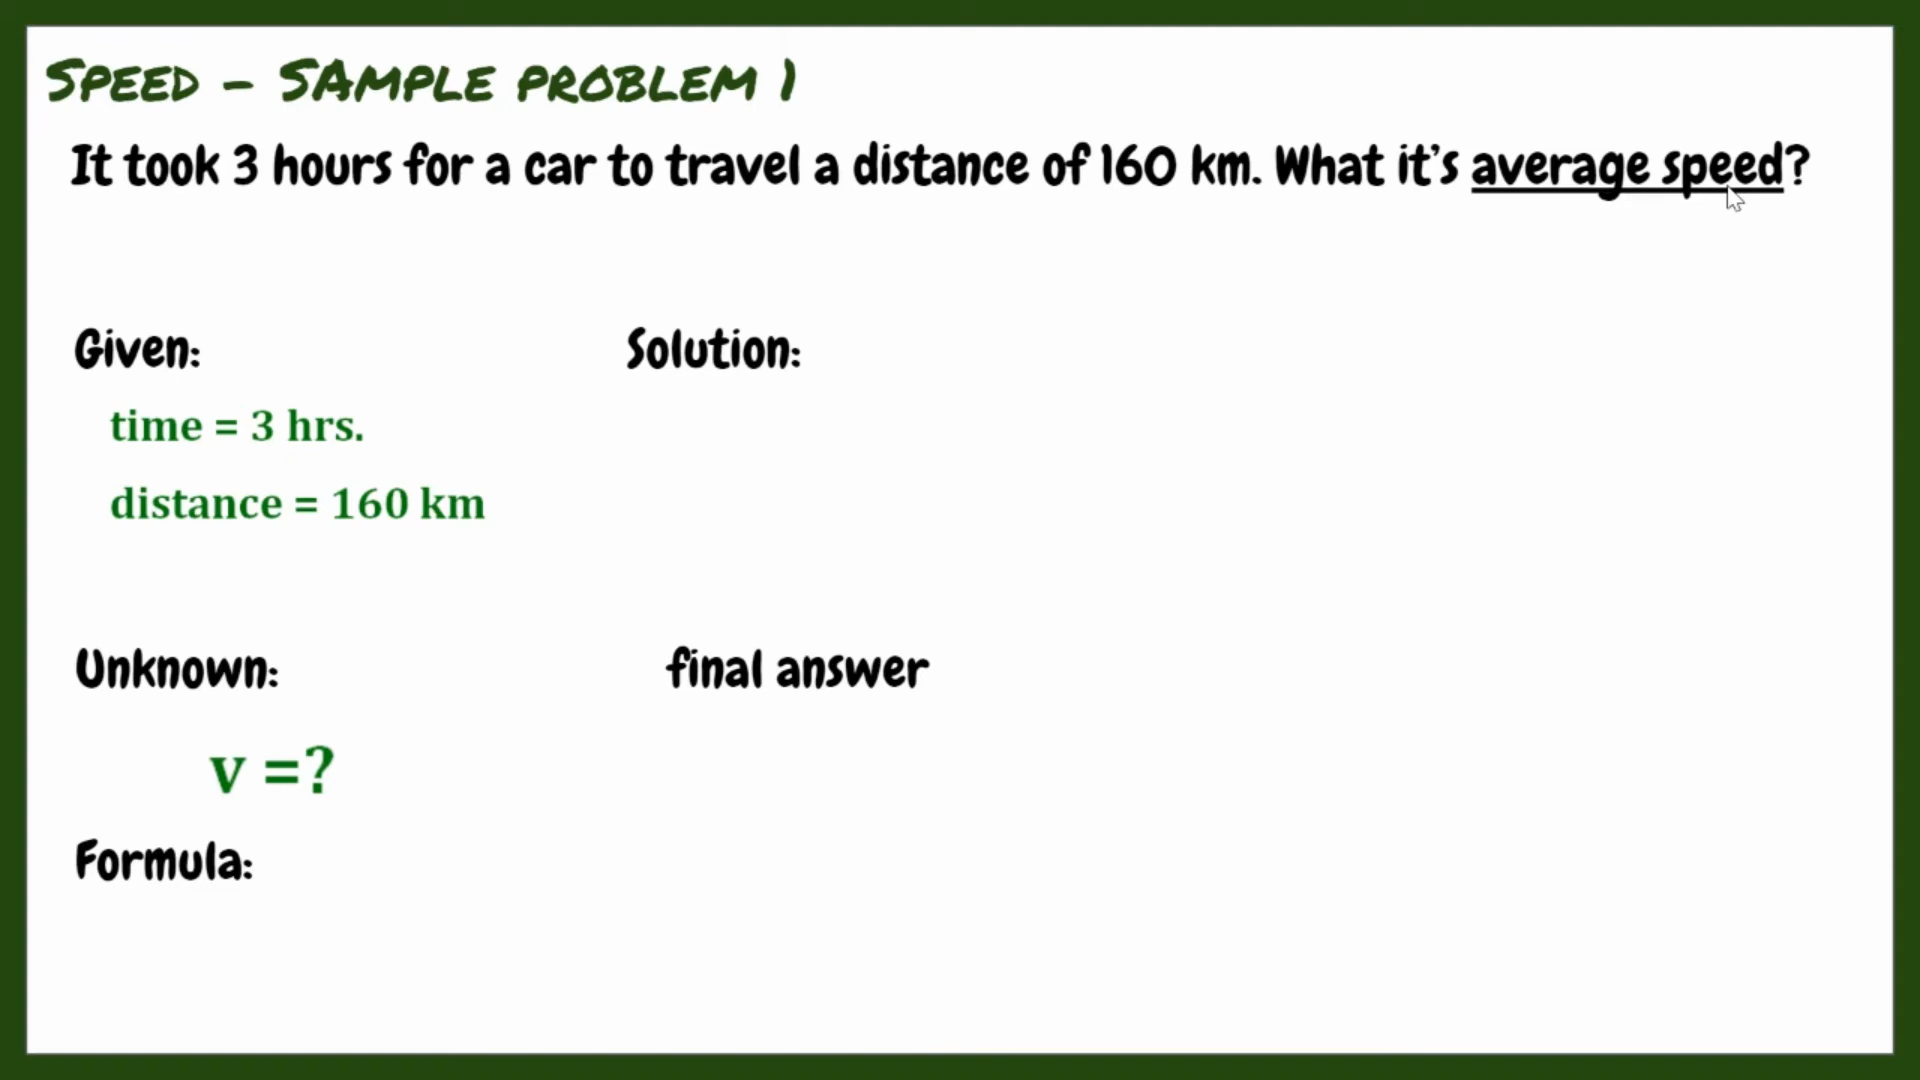 SPEED - SAMPLE PROBLEM 1
It took 3 hours for a car to travel a distance of 160 km. What it's average speed?
Given:
Solution:
time = 3 hrs.
distance = 160 km
Unknown:
final answer
v =?
Formula: